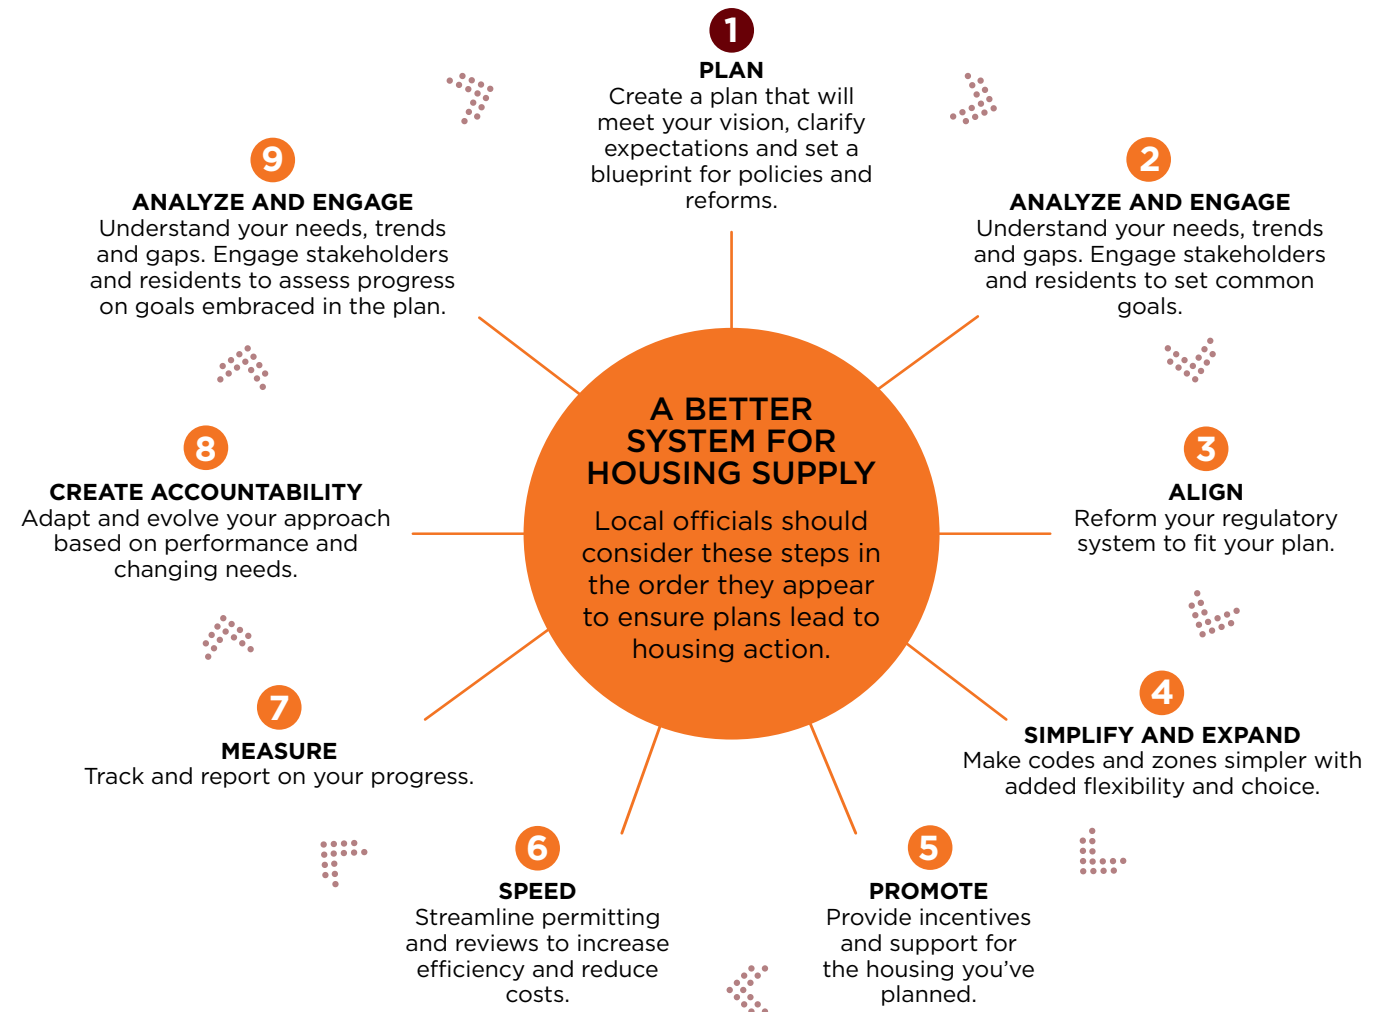 1
PLAN
Create a plan that will
meet your vision, clarify
expectations and set a
blueprint for policies and
reforms.
2
ANALYZE AND ENGAGE
Understand your needs, trends
and gaps. Engage stakeholders
and residents to set common
goals.
3
ALIGN
Reform your regulatory
system to fit your plan.
4
SIMPLIFY AND EXPAND
Make codes and zones simpler with
added flexibility and choice.
5
PROMOTE
Provide incentives
and support for
the housing you’ve
planned.
6
SPEED
Streamline permitting
and reviews to increase
efficiency and reduce
costs.
7
MEASURE
Track and report on your progress.
8
CREATE ACCOUNTABILITY
Adapt and evolve your approach
based on performance and
changing needs.
9
ANALYZE AND ENGAGE
Understand your needs, trends
and gaps. Engage stakeholders
and residents to assess progress
on goals embraced in the plan.
A BETTER
SYSTEM FOR
HOUSING SUPPLY
Local officials should
consider these steps in
the order they appear
to ensure plans lead to
housing action.